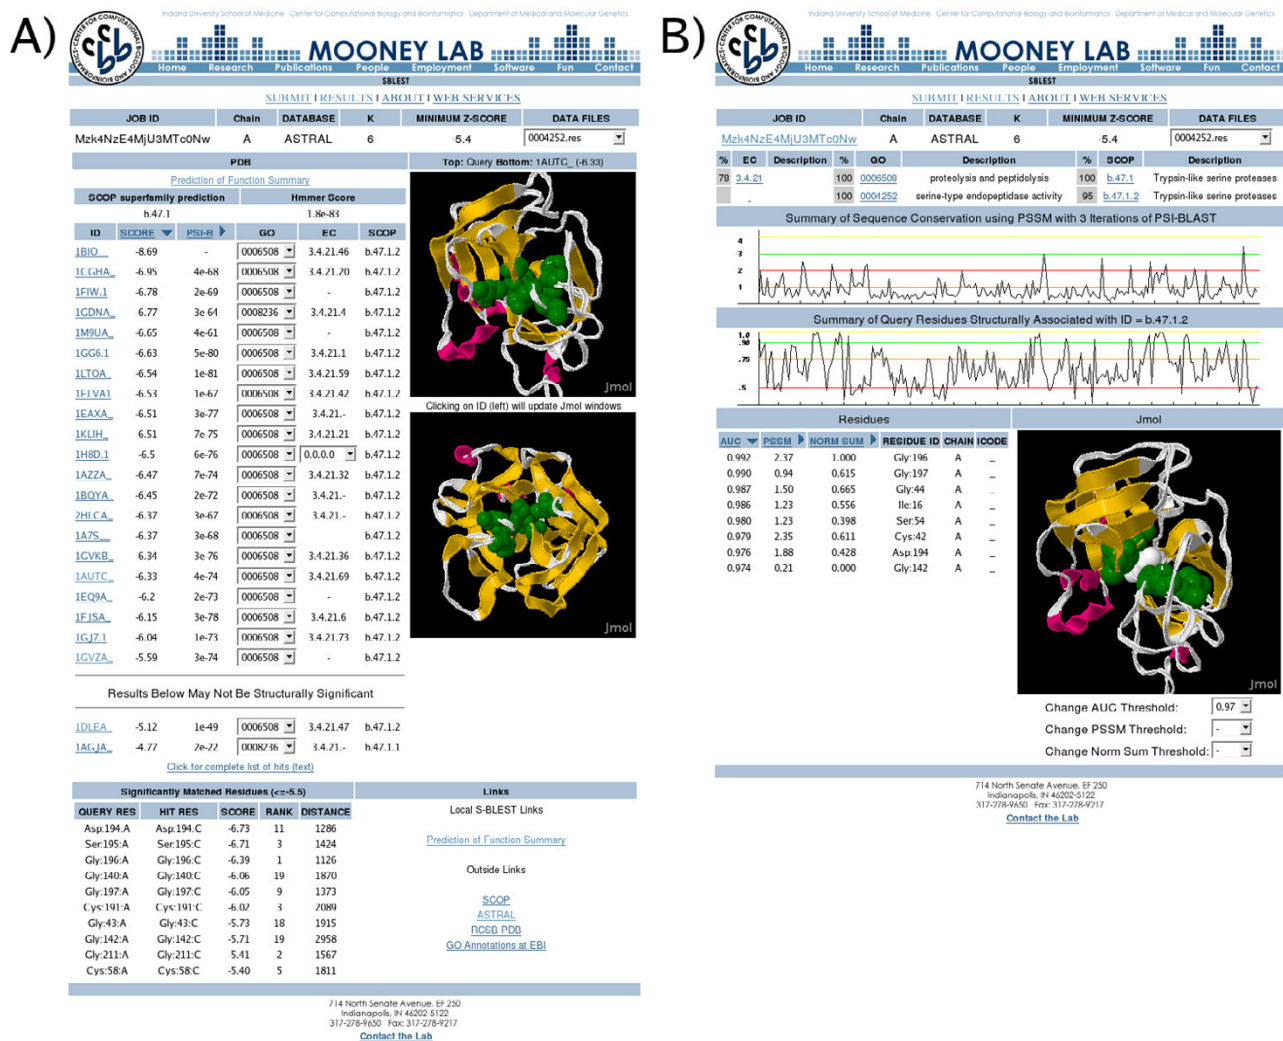 A)
Indiana University School of Medicine Center for Computational Biology and Bioinformatics Department of Medical and Molecular Genetics
CENTER FOR COMPUTATIONAL BIOLOGY AND BIOINFORMATICS
ccbb
MOONEY LAB
Home Research Publications People Employment Software Fun Contact
SBLEST
SUBMIT | RESULTS | ABOUT | WEB SERVICES
JOB ID Chain DATABASE K MINIMUM Z-SCORE DATA FILES
Mzk4NzE4MjU3MTc0Nw A ASTRAL 6 -5.4 0004252.res
PDB
Prediction of Function Summary
SCOP superfamily prediction Hmmer Score
b.47.1 1.8e-83
ID SCORE PSI-B GO EC SCOP
1BIO__ -8.69 - 0006508 3.4.21.46 b.47.1.2
1CGHA_ -6.95 4e-68 0006508 3.4.21.20 b.47.1.2
1FIW.1 -6.78 2e-69 0006508 - b.47.1.2
1GDNA_ -6.77 3e-64 0008236 3.4.21.4 b.47.1.2
1M9UA_ -6.65 4e-61 0006508 - b.47.1.2
1GG6.1 -6.63 5e-80 0006508 3.4.21.1 b.47.1.2
1LTOA_ -6.54 1e-81 0006508 3.4.21.59 b.47.1.2
1ELVA1 -6.53 1e-67 0006508 3.4.21.42 b.47.1.2
1EAXA_ -6.51 3e-77 0006508 3.4.21.- b.47.1.2
1KLIH_ -6.51 7e-75 0006508 3.4.21.21 b.47.1.2
1H8D.1 -6.5 6e-76 0006508 0.0.0.0 b.47.1.2
1AZZA_ -6.47 7e-74 0006508 3.4.21.32 b.47.1.2
1BQYA_ -6.45 2e-72 0006508 3.4.21.- b.47.1.2
2HLCA_ -6.37 3e-67 0006508 3.4.21.- b.47.1.2
1A7S__ -6.37 3e-68 0006508 - b.47.1.2
1GVKB_ -6.34 3e-76 0006508 3.4.21.36 b.47.1.2
1AUTC_ -6.33 4e-74 0006508 3.4.21.69 b.47.1.2
1EQ9A_ -6.2 2e-73 0006508 - b.47.1.2
1FJSA_ -6.15 3e-78 0006508 3.4.21.6 b.47.1.2
1GJ7.1 -6.04 1e-73 0006508 3.4.21.73 b.47.1.2
1GVZA_ -5.59 3e-74 0006508 - b.47.1.2
Results Below May Not Be Structurally Significant
1DLEA_ -5.12 1e-49 0006508 3.4.21.47 b.47.1.2
1AGJA_ -4.77 2e-22 0008236 3.4.21.- b.47.1.1
Click for complete list of hits (text)
Top: Query Bottom: 1AUTC_ (-6.33)
Jmol
Clicking on ID (left) will update Jmol windows
Jmol
Significantly Matched Residues (<=-5.5)
QUERY RES HIT RES SCORE RANK DISTANCE
Asp:194:A Asp:194:C -6.73 11 1286
Ser:195:A Ser:195:C -6.71 3 1424
Gly:196:A Gly:196:C -6.39 1 1126
Gly:140:A Gly:140:C -6.06 19 1870
Gly:197:A Gly:197:C -6.05 9 1373
Cys:191:A Cys:191:C -6.02 3 2089
Gly:43:A Gly:43:C -5.73 18 1915
Gly:142:A Gly:142:C -5.71 19 2958
Gly:211:A Gly:211:C -5.41 2 1567
Cys:58:A Cys:58:C -5.40 5 1811
Links
Local S-BLEST Links
Prediction of Function Summary
Outside Links
SCOP
ASTRAL
RCSB PDB
GO Annotations at EBI
714 North Senate Avenue, EF 250
Indianapolis, IN 46202-5122
317-278-9650 Fax: 317-278-9217
Contact the Lab
B)
Indiana University School of Medicine Center for Computational Biology and Bioinformatics Department of Medical and Molecular Genetics
CENTER FOR COMPUTATIONAL BIOLOGY AND BIOINFORMATICS
ccbb
MOONEY LAB
Home Research Publications People Employment Software Fun Contact
SBLEST
SUBMIT | RESULTS | ABOUT | WEB SERVICES
JOB ID Chain DATABASE K MINIMUM Z-SCORE DATA FILES
Mzk4NzE4MjU3MTc0Nw A ASTRAL 6 -5.4 0004252.res
% EC Description % GO Description % SCOP Description
78 3.4.21 100 0006508 proteolysis and peptidolysis 100 b.47.1 Trypsin-like serine proteases
- 100 0004252 serine-type endopeptidase activity 95 b.47.1.2 Trypsin-like serine proteases
Summary of Sequence Conservation using PSSM with 3 Iterations of PSI-BLAST
4
3
2
1
Summary of Query Residues Structurally Associated with ID = b.47.1.2
1.0
.90
.75
.5
Residues
AUC PSSM NORM SUM RESIDUE ID CHAIN ICODE
0.992 2.37 1.000 Gly:196 A _
0.990 0.94 0.615 Gly:197 A _
0.987 1.50 0.665 Gly:44 A _
0.986 1.23 0.556 Ile:16 A _
0.980 1.23 0.398 Ser:54 A _
0.979 2.35 0.611 Cys:42 A _
0.976 1.88 0.428 Asp:194 A _
0.974 0.21 0.000 Gly:142 A _
Jmol
Jmol
Change AUC Threshold: 0.97
Change PSSM Threshold: -
Change Norm Sum Threshold: -
714 North Senate Avenue, EF 250
Indianapolis, IN 46202-5122
317-278-9650 Fax: 317-278-9217
Contact the Lab